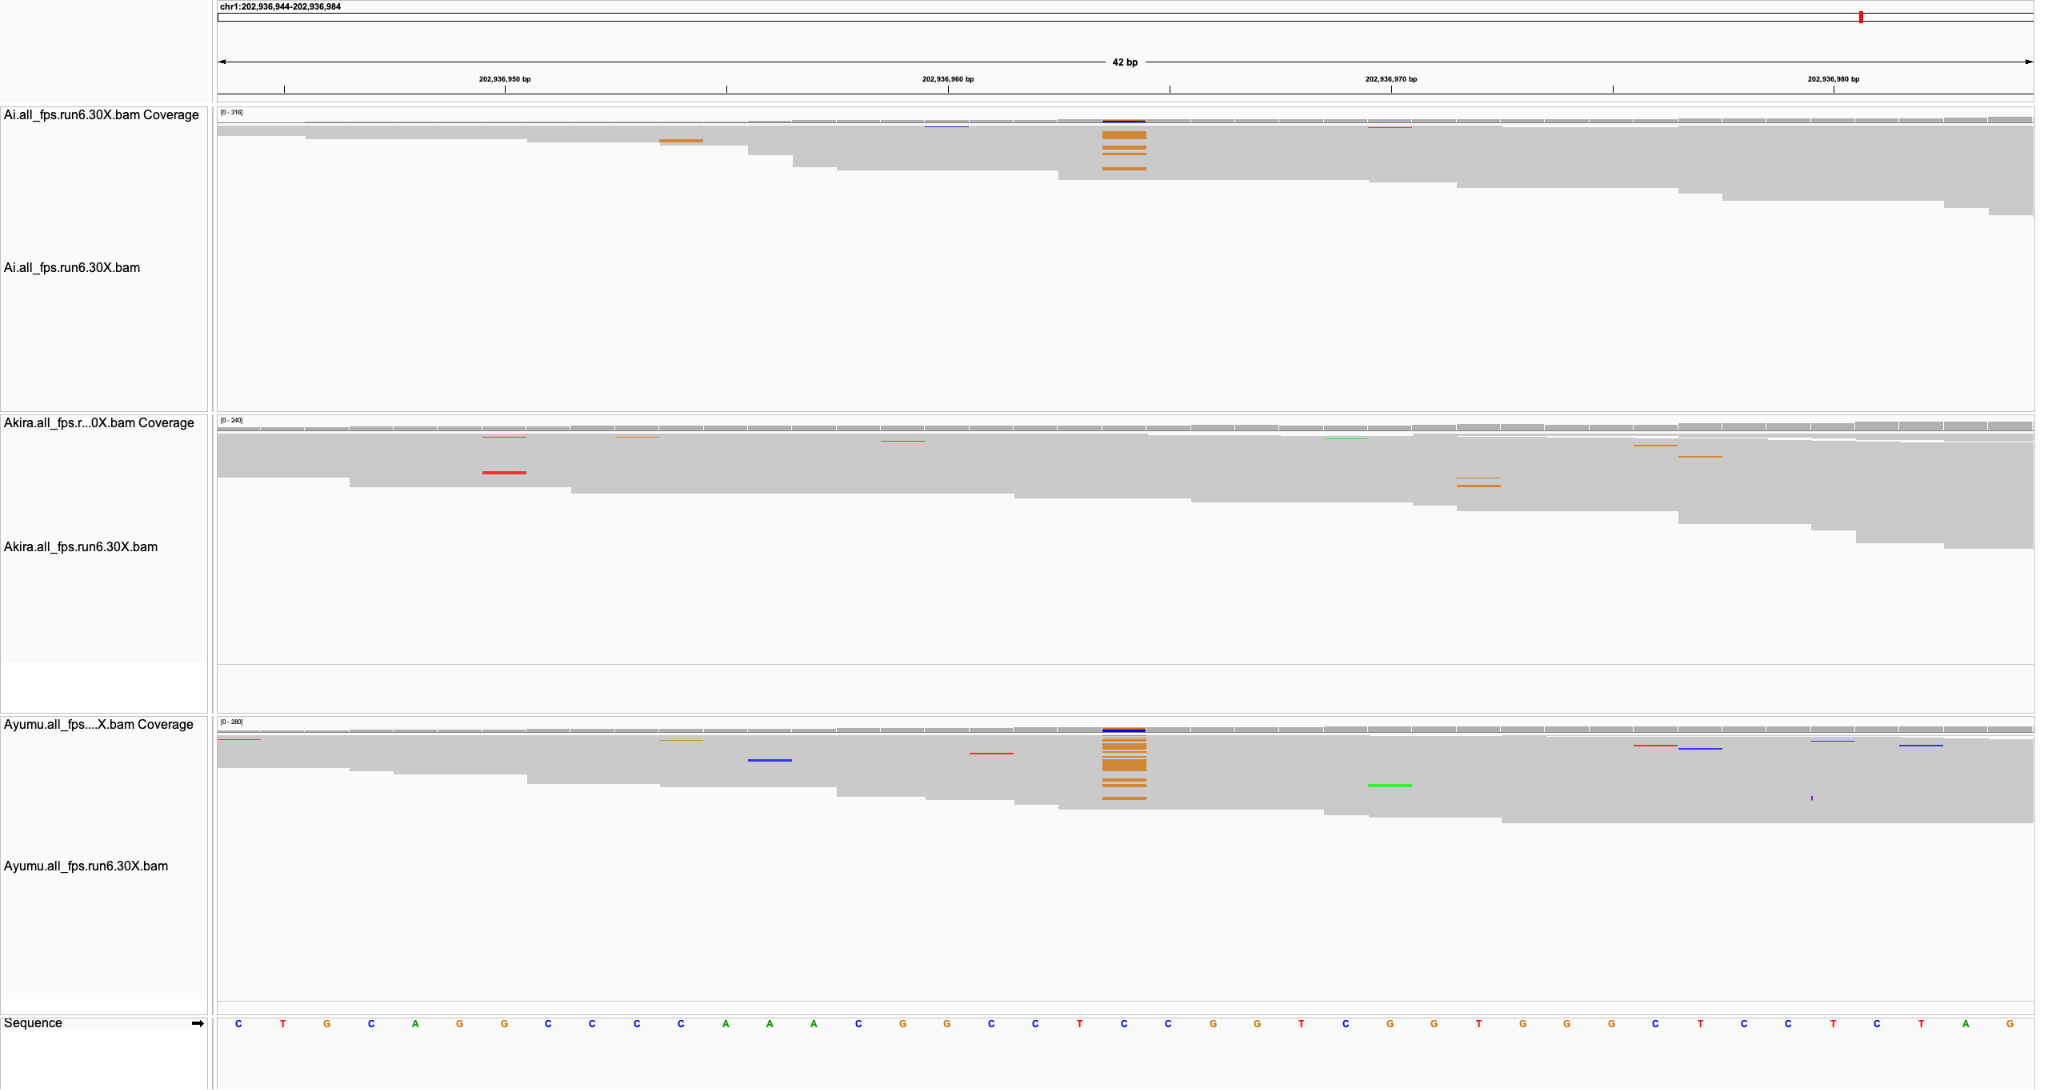 chr1:202,936,944-202,936,984
42 bp
202,936,950 bp 202,936,960 bp 202,936,970 bp 202,936,980 bp
Ai.all_fps.run6.30X.bam Coverage
[0 - 316]
Ai.all_fps.run6.30X.bam
Akira.all_fps.r...0X.bam Coverage
[0 - 240]
Akira.all_fps.run6.30X.bam
Ayumu.all_fps....X.bam Coverage
[0 - 280]
Ayumu.all_fps.run6.30X.bam
Sequence
C T G C A G G C C C C A A A C G G C C T C C G G T C G G T G G G C T C C T C T A G